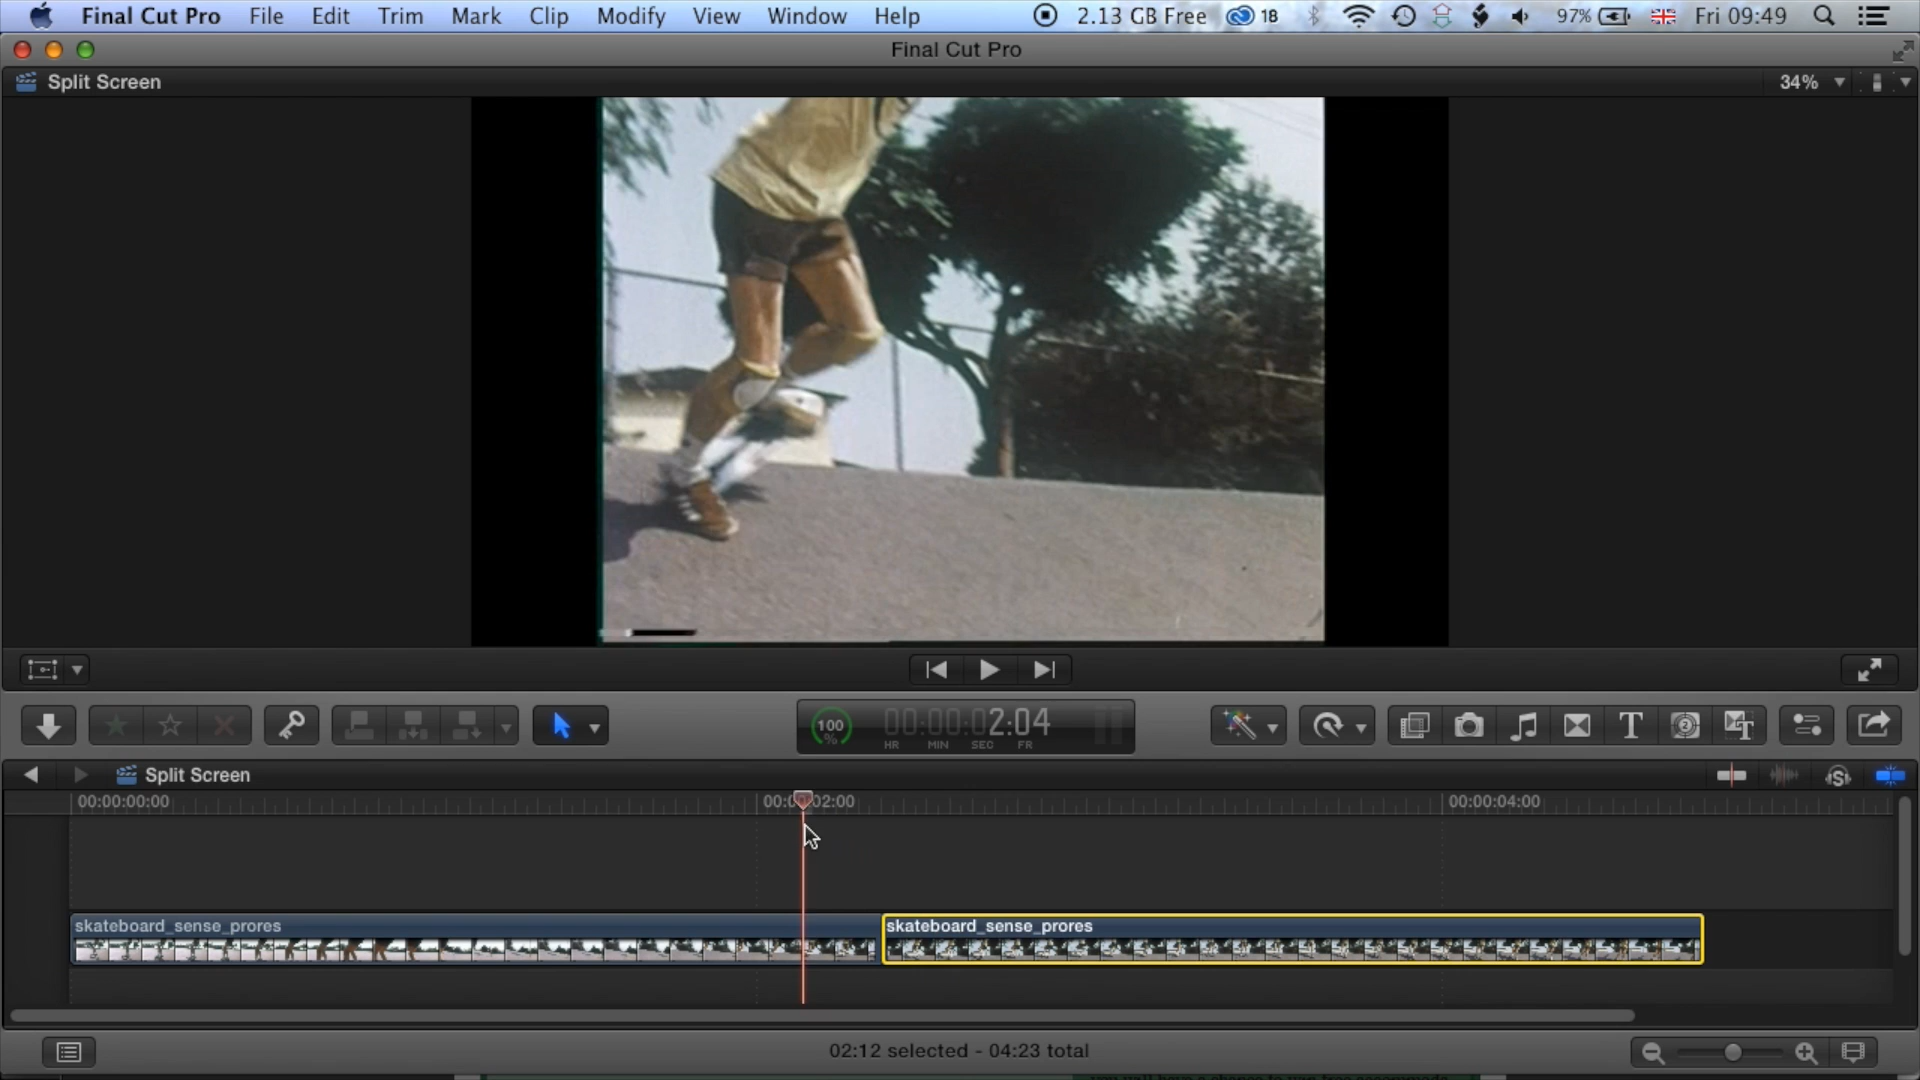 Final Cut Pro File Edit Trim Mark Clip Modify View Window Help 2.13 GB Free 18 97% Fri 09:49
Final Cut Pro
Split Screen 34%
100 % 00:00:02:04
HR MIN SEC FR
Split Screen
00:00:00:00 00:00:02:00 00:00:04:00
skateboard_sense_prores skateboard_sense_prores
02:12 selected - 04:23 total